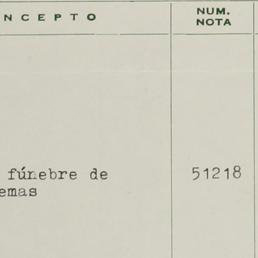 NCEPTO
NUM.
NOTA
fúnebre de 51218
emas